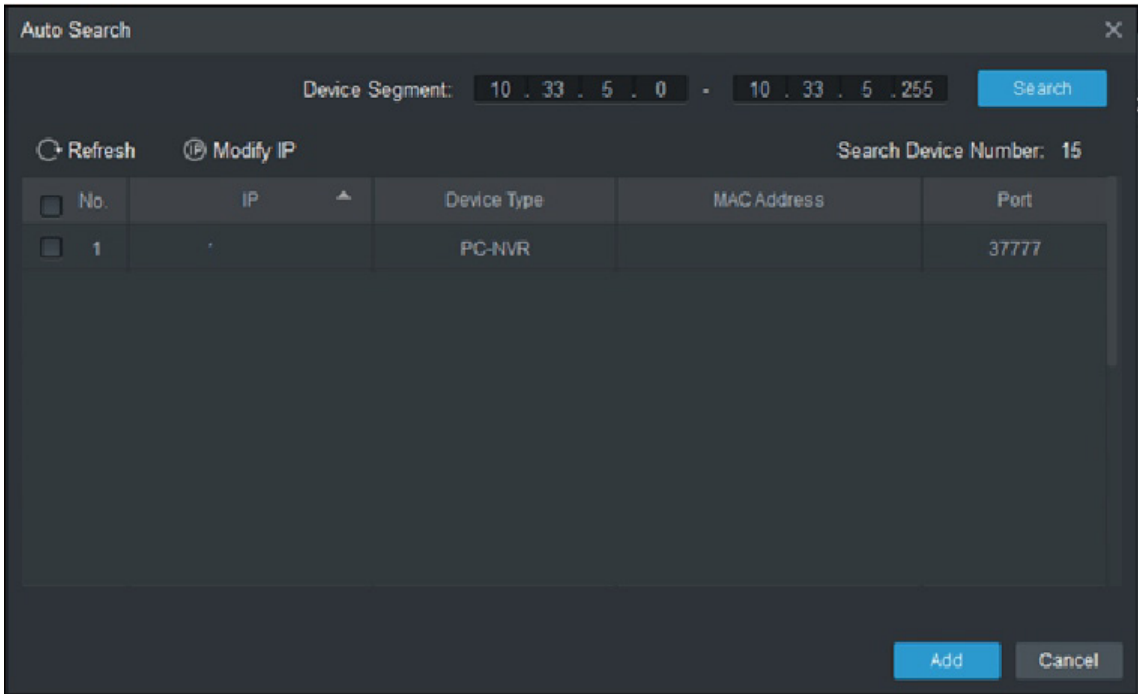 Auto Search
Device Segment: 10 . 33 . 5 . 0 - 10 . 33 . 5 . 255 Search
Refresh IP Modify IP Search Device Number: 15
No. IP Device Type MAC Address Port
1 PC-NVR 37777
Add Cancel